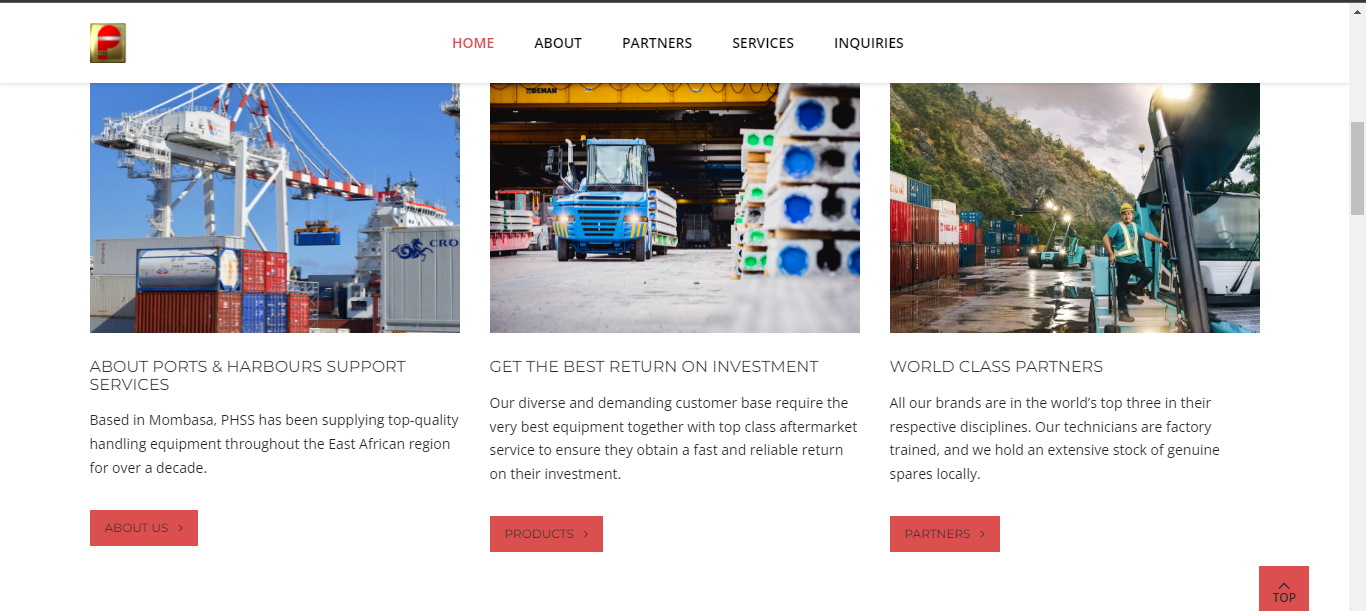 HOME
ABOUT
PARTNERS
SERVICES
INQUIRIES
DEMAN
CRO
ABOUT PORTS & HARBOURS SUPPORT
SERVICES
Based in Mombasa, PHSS has been supplying top-quality
handling equipment throughout the East African region
for over a decade.
ABOUT US
GET THE BEST RETURN ON INVESTMENT
Our diverse and demanding customer base require the
very best equipment together with top class aftermarket
service to ensure they obtain a fast and reliable return
on their investment.
PRODUCTS
WORLD CLASS PARTNERS
All our brands are in the world’s top three in their
respective disciplines. Our technicians are factory
trained, and we hold an extensive stock of genuine
spares locally.
PARTNERS
TOP